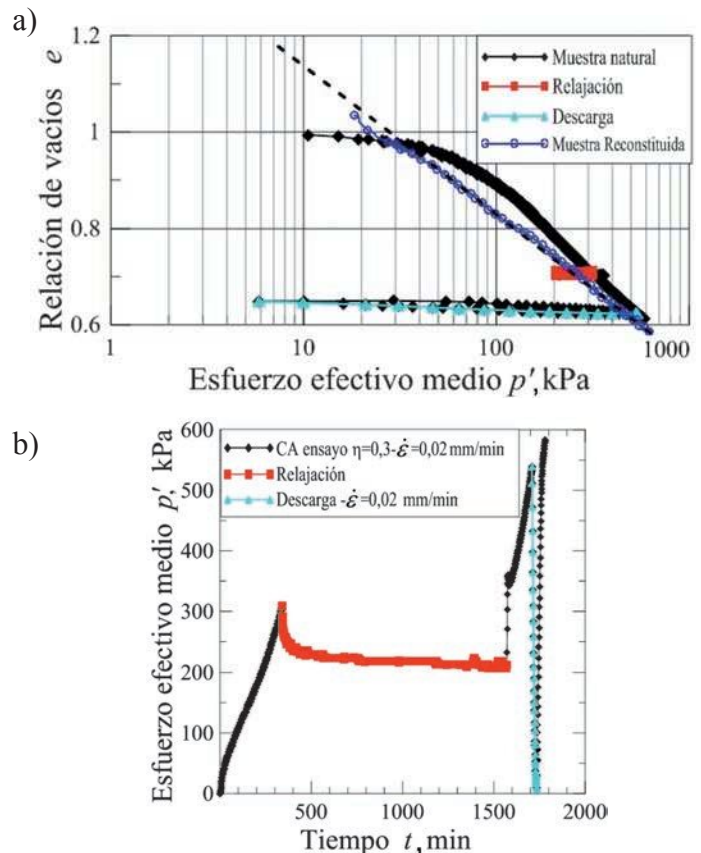 a)
1.2
1
0.8
0.6
Relación de vacíos e
1
10
100
1000
Esfuerzo efectivo medio p′,kPa
Muestra natural
Relajación
Descarga
Muestra Reconstituida
b)
600
500
400
300
200
100
0
Esfuerzo efectivo medio p′, kPa
CA ensayo η=0,3-ε̇=0,02mm/min
Relajación
Descarga -ε̇=0,02 mm/min
500
1000
1500
2000
Tiempo t,min